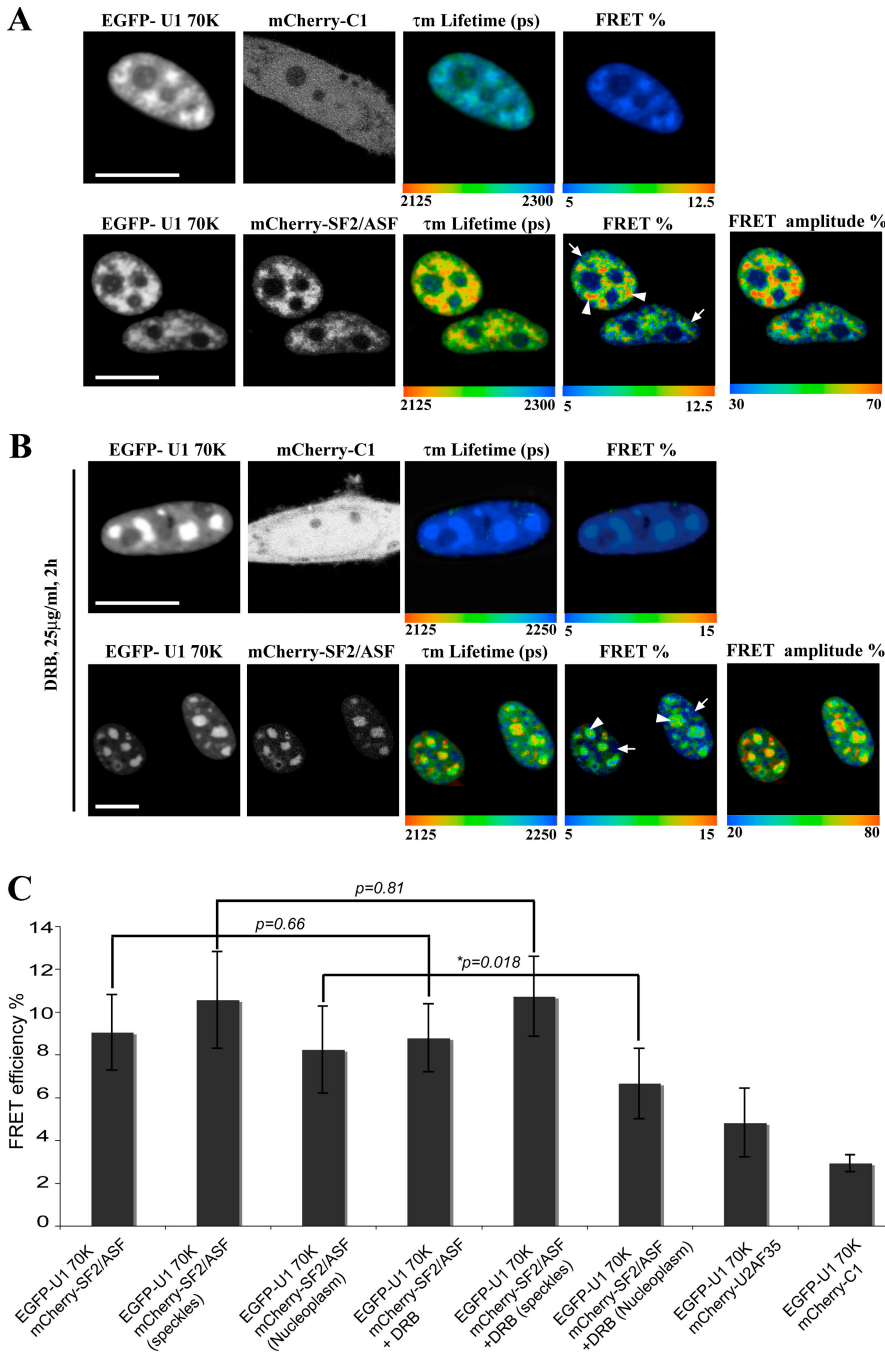 A
EGFP- U1 70K
mCherry-C1
τm Lifetime (ps)
FRET %
2125
2300
5
12.5
EGFP- U1 70K
mCherry-SF2/ASF
τm Lifetime (ps)
FRET %
FRET amplitude %
2125
2300
5
12.5
30
70
B
DRB, 25µg/ml, 2h
EGFP- U1 70K
mCherry-C1
τm Lifetime (ps)
FRET %
2125
2250
5
15
EGFP- U1 70K
mCherry-SF2/ASF
τm Lifetime (ps)
FRET %
FRET amplitude %
2125
2250
5
15
20
80
C
p=0.81
p=0.66
*p=0.018
FRET efficiency %
14
12
10
8
6
4
2
0
EGFP-U1 70K
mCherry-SF2/ASF
EGFP-U1 70K
mCherry-SF2/ASF
(speckles)
EGFP-U1 70K
mCherry-SF2/ASF
(Nucleoplasm)
EGFP-U1 70K
mCherry-SF2/ASF
+ DRB
EGFP-U1 70K
mCherry-SF2/ASF
+DRB (speckles)
EGFP-U1 70K
mCherry-SF2/ASF
+DRB (Nucleoplasm)
EGFP-U1 70K
mCherry-U2AF35
EGFP-U1 70K
mCherry-C1